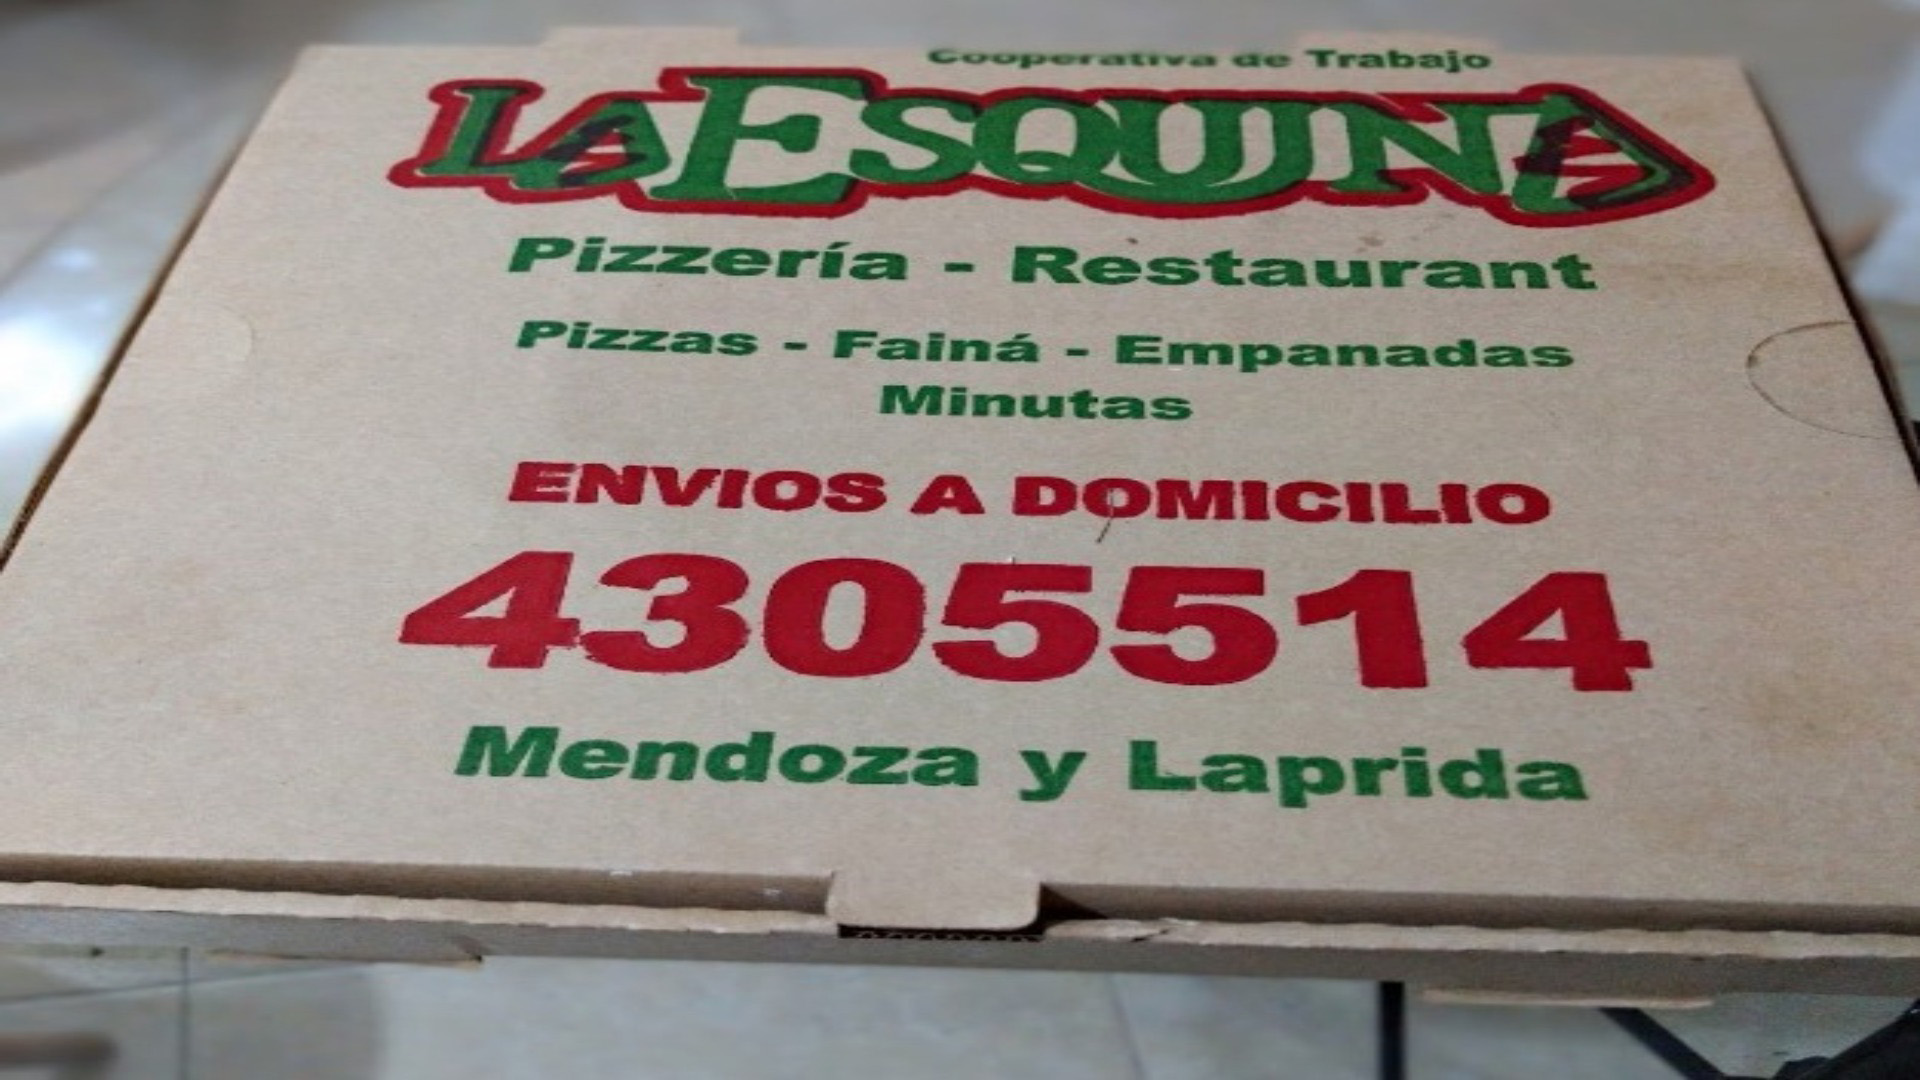 Cooperativa de Trabajo
LA ESQUINA
Pizzería - Restaurant
Pizzas - Fainá - Empanadas
Minutas
ENVIOS A DOMICILIO
4305514
Mendoza y Laprida